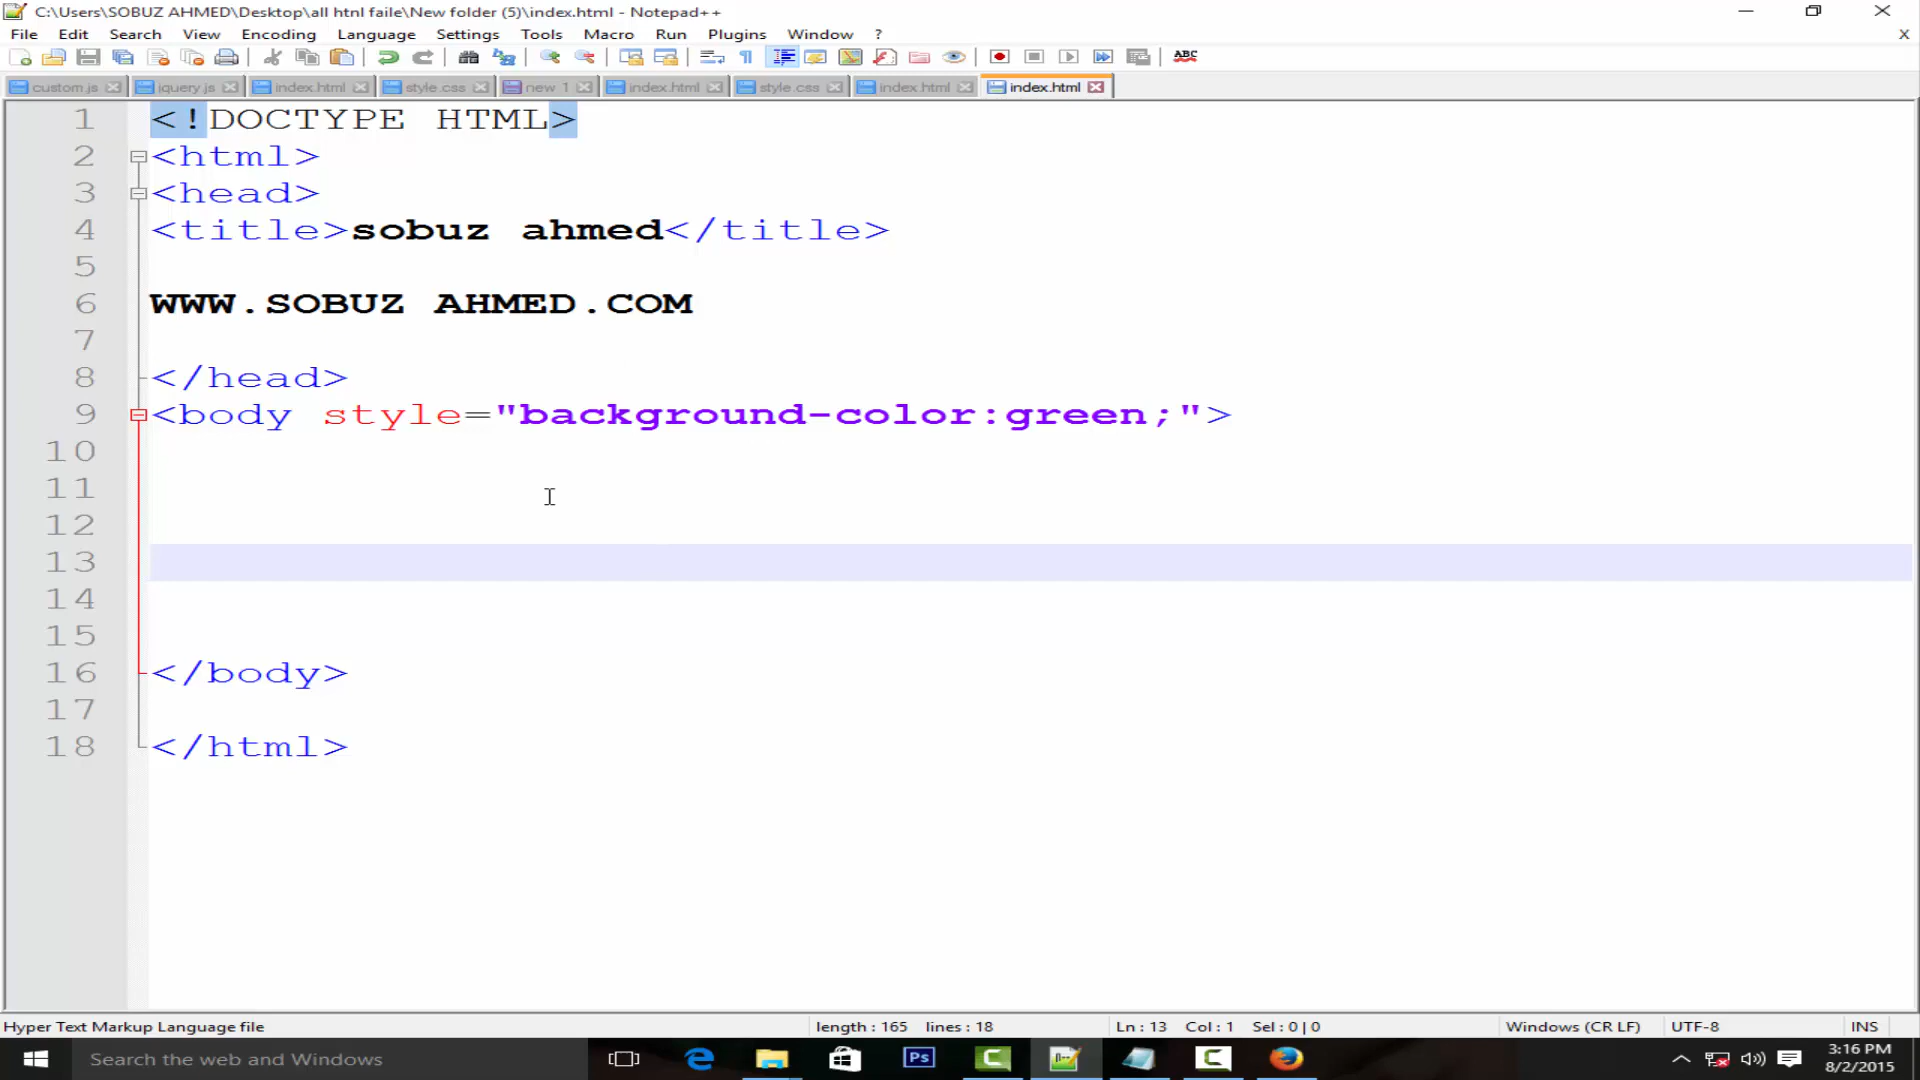 C:\Users\SOBUZ AHMED\Desktop\all htnl faile\New folder (5)\index.html - Notepad++
File Edit Search View Encoding Language Settings Tools Macro Run Plugins Window ? X
ABC
custom.js jquery.js index.html style.css new 1 index.html style.css index.html index.html
1 <!DOCTYPE HTML>
2 <html>
3 <head>
4 <title>sobuz ahmed</title>
5
6 WWW.SOBUZ AHMED.COM
7
8 </head>
9 <body style="background-color:green;">
10
11
12
13
14
15
16 </body>
17
18 </html>
Hyper Text Markup Language file length : 165 lines : 18 Ln : 13 Col : 1 Sel : 0 | 0 Windows (CR LF) UTF-8 INS
Search the web and Windows Ps 3:16 PM
8/2/2015